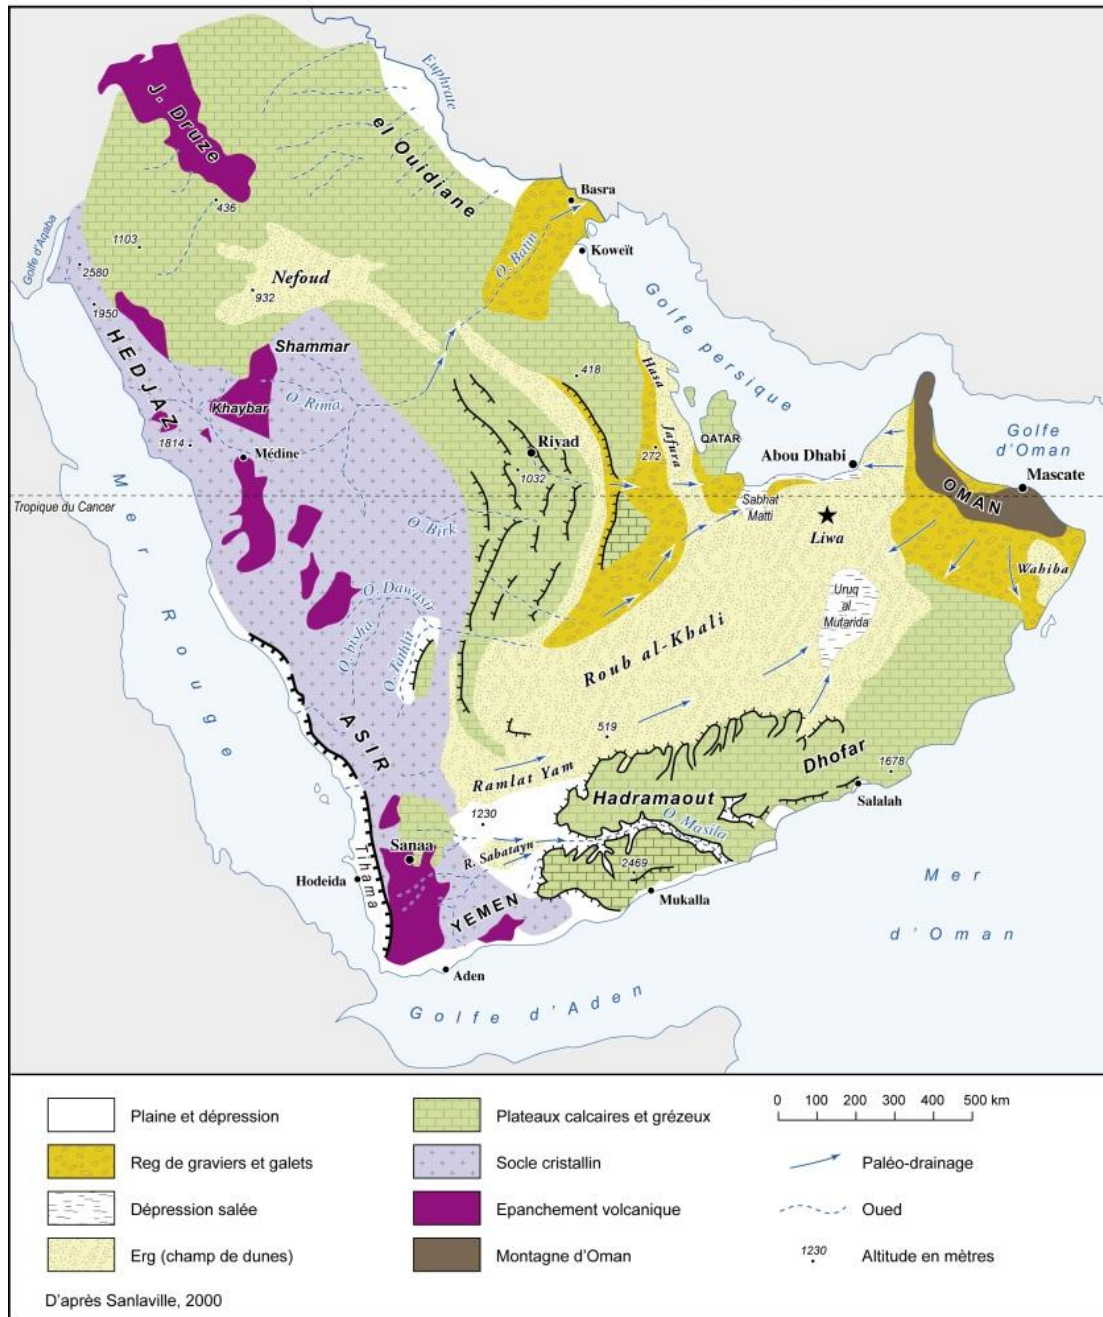 J. Druze
Euphrate
el Ouidiane
436
Basra
1103
O. Batin
Koweït
Golfe d'Aqaba
2580
Nefoud
932
1950
Golfe persique
HEDJAZ
Shammar
418
Hasa
Khaybar
O. Rima
1814
Médine
Riyad
1032
272
Jafura
QATAR
Abou Dhabi
Golfe
d'Oman
Mascate
OMAN
Tropique du Cancer
Sabhat
Matti
Liwa
Mer Rouge
O. Birk
Wahiba
O. Dawasir
O. bisha
O. Tathlit
Uruq
al
Mutarida
Roub al-Khali
ASIR
519
Ramlat Yam
Dhofar
1678
Salalah
Hadramaout
O. Masila
1230
Sanaa
R. Sabatayn
2469
Hodeida
Tihama
YEMEN
Mukalla
Aden
Mer
d'Oman
Golfe d'Aden
Plaine et dépression
Reg de graviers et galets
Dépression salée
Erg (champ de dunes)
Plateaux calcaires et grézeux
Socle cristallin
Epanchement volcanique
Montagne d'Oman
0 100 200 300 400 500 km
Paléo-drainage
Oued
1230
Altitude en mètres
D'après Sanlaville, 2000